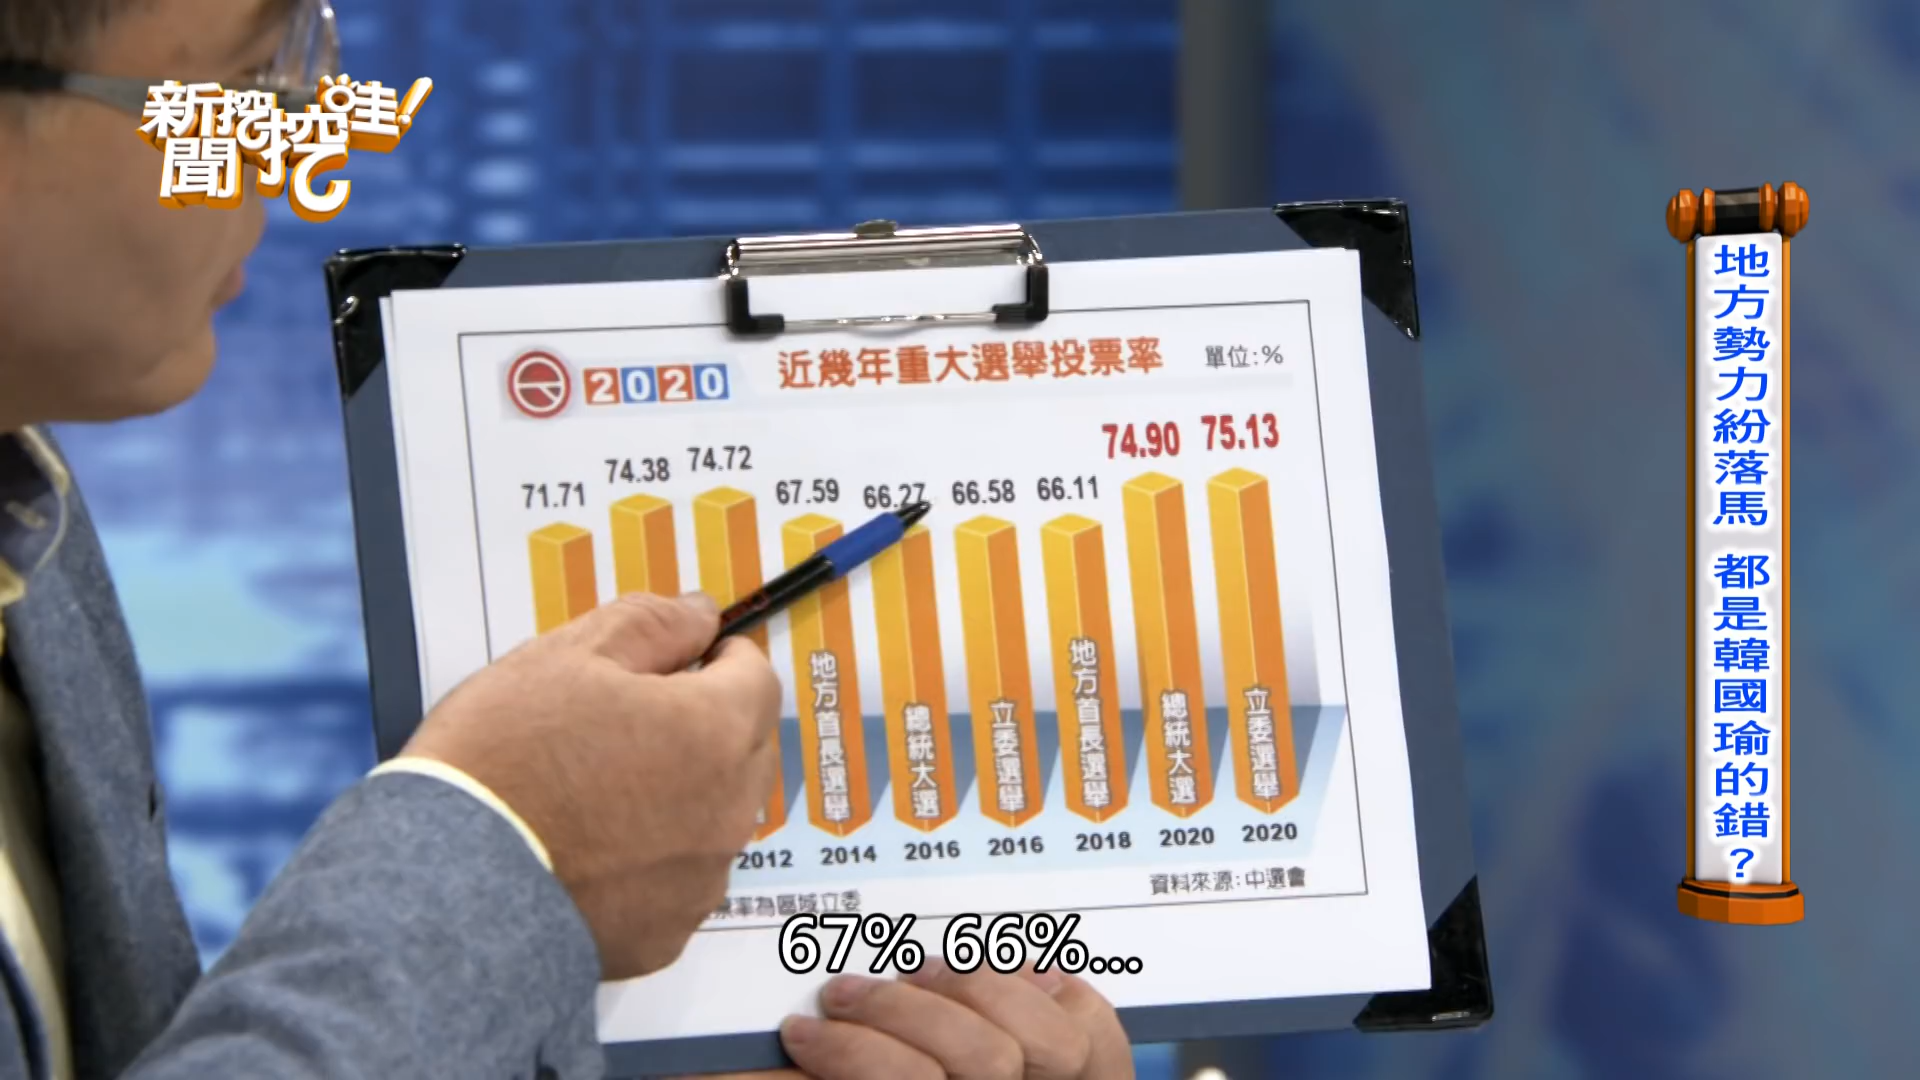 新聞挖挖哇!
地方勢力紛落馬 都是韓國瑜的錯?
2020 近幾年重大選舉投票率 單位:%
71.71 74.38 74.72 67.59 66.27 66.58 66.11 74.90 75.13
地方首長選舉
總統大選
立委選舉
地方首長選舉
總統大選
立委選舉
2012 2014 2016 2016 2018 2020 2020
票率為區域立委
資料來源:中選會
67% 66%...